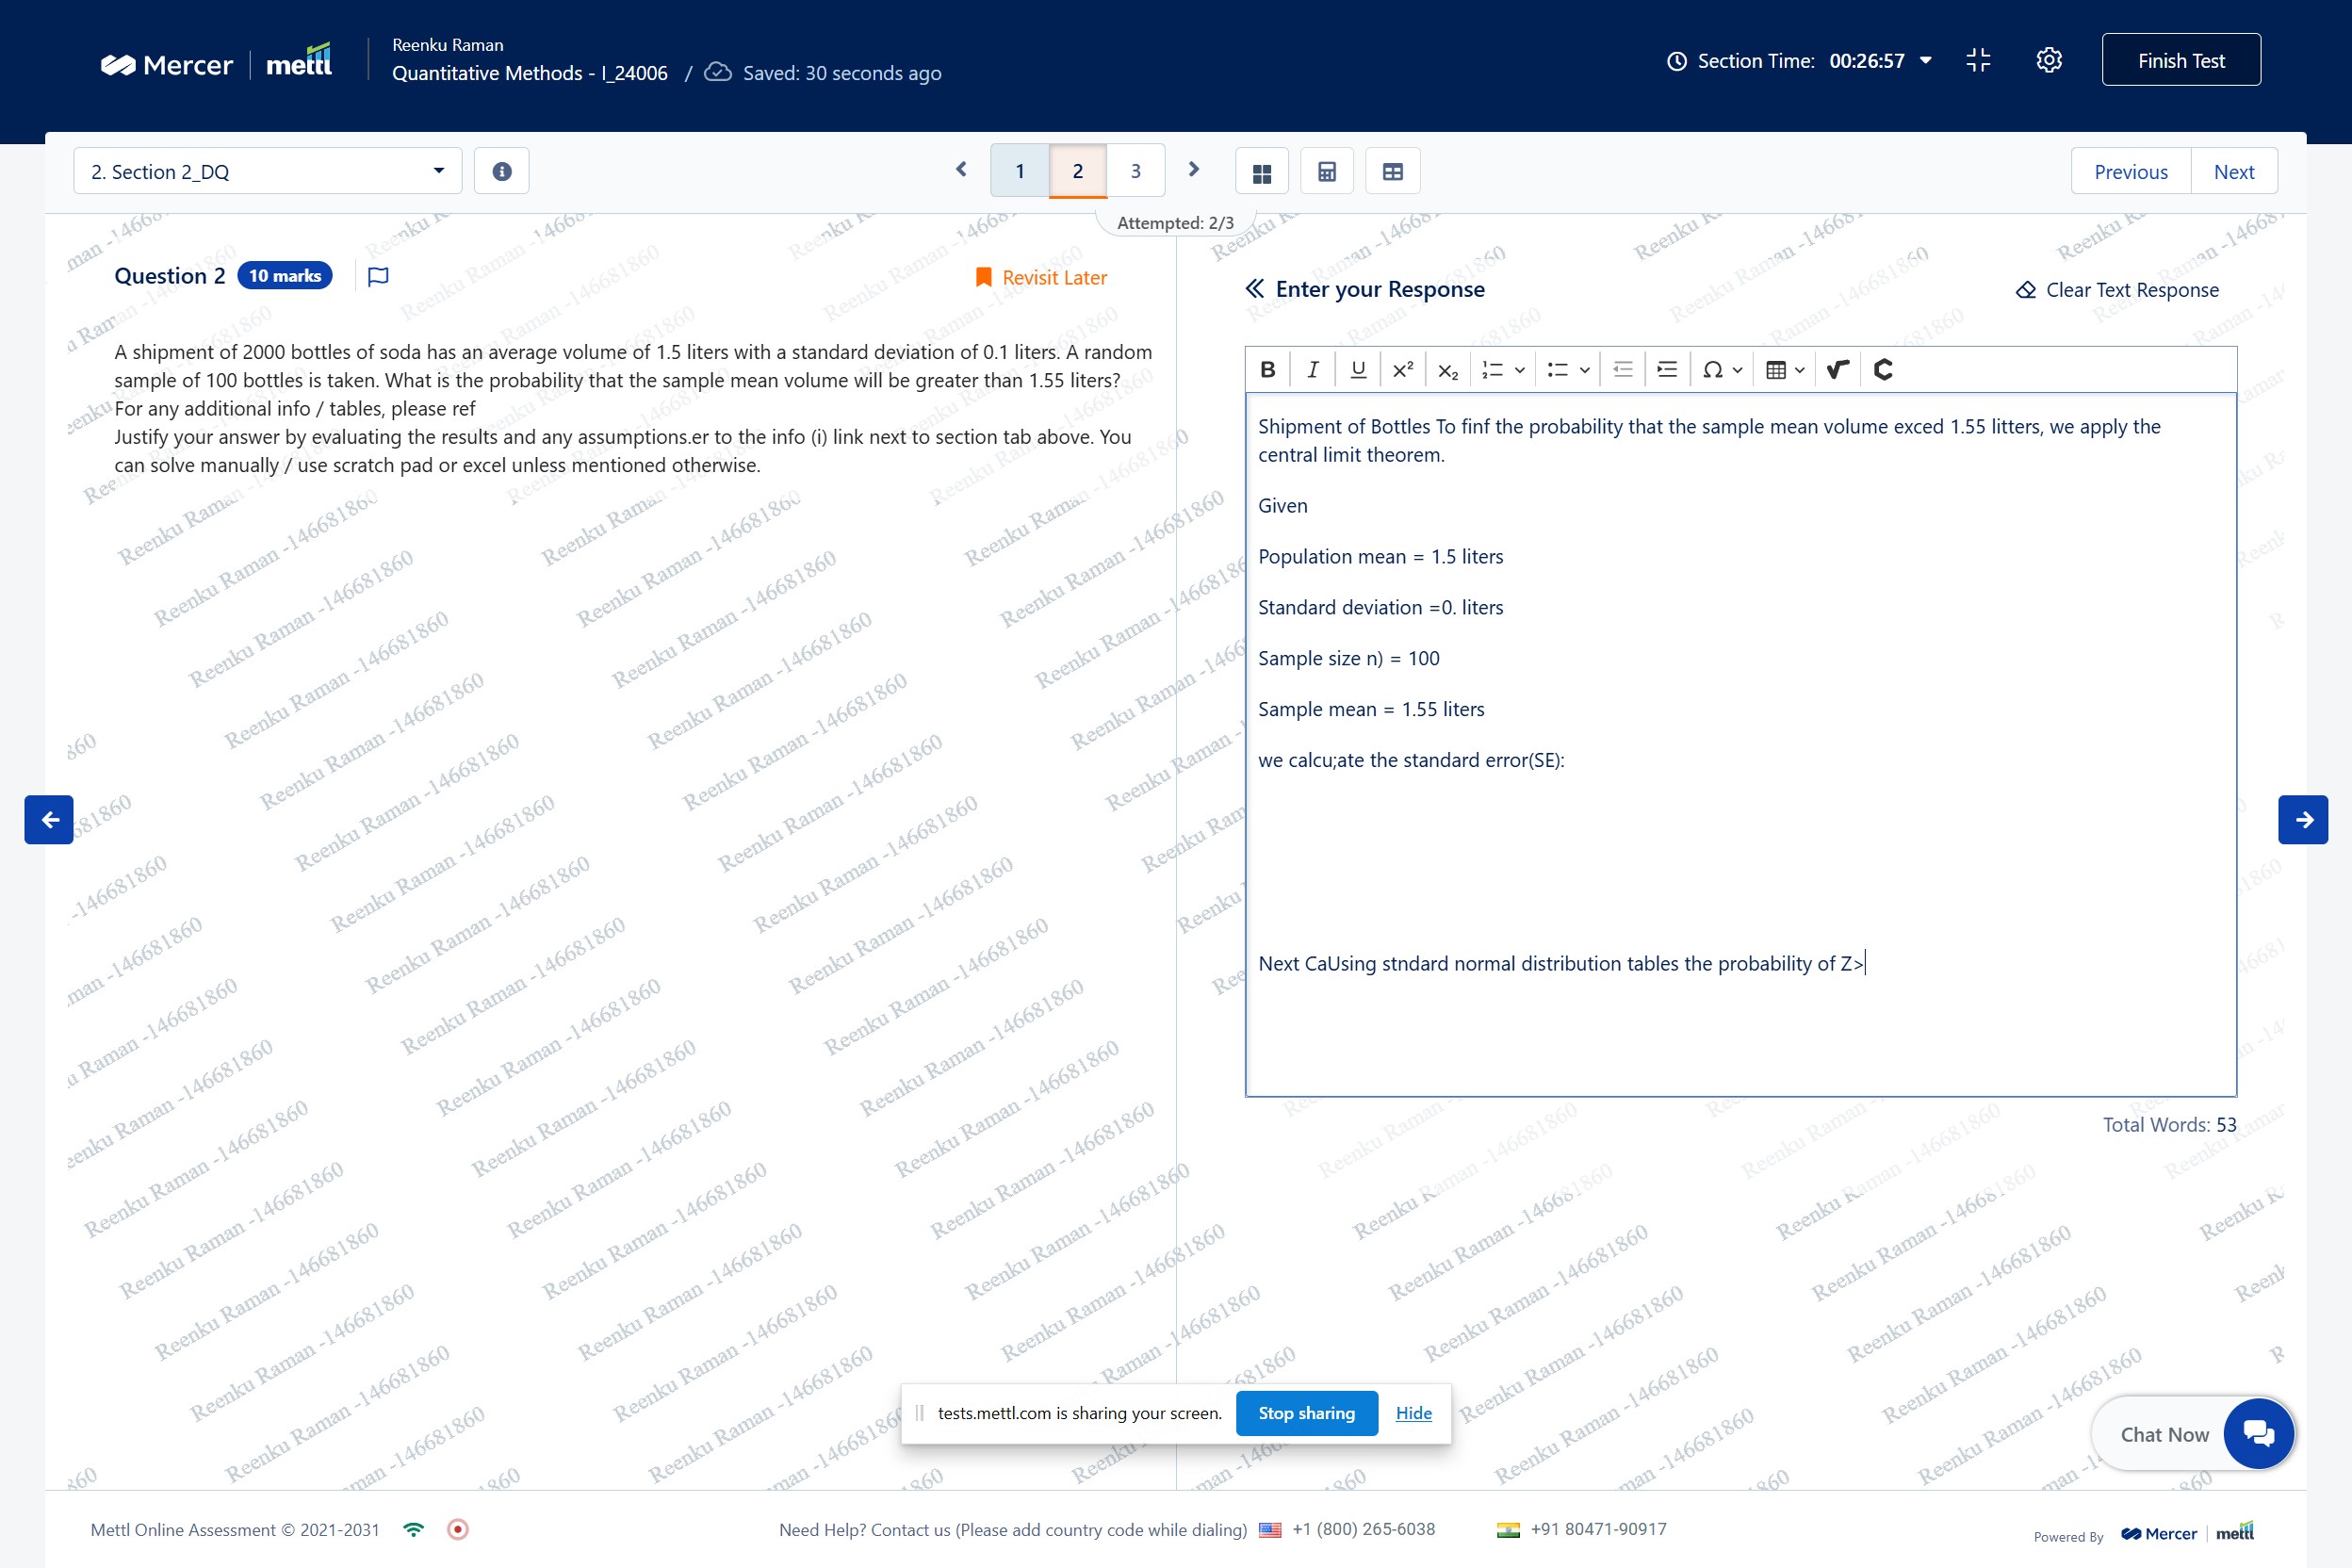 Mercer | mettl
Reenku Raman
Quantitative Methods - I_24006 / Saved: 30 seconds ago
Section Time: 00:26:57
Finish Test
2. Section 2_DQ
1 2 3
Previous Next
Attempted: 2/3
Question 2 10 marks
Revisit Later
A shipment of 2000 bottles of soda has an average volume of 1.5 liters with a standard deviation of 0.1 liters. A random
sample of 100 bottles is taken. What is the probability that the sample mean volume will be greater than 1.55 liters?
For any additional info / tables, please ref
Justify your answer by evaluating the results and any assumptions.er to the info (i) link next to section tab above. You
can solve manually / use scratch pad or excel unless mentioned otherwise.
Enter your Response
Clear Text Response
B I U x² x₂
Shipment of Bottles To finf the probability that the sample mean volume exced 1.55 litters, we apply the
central limit theorem.
Given
Population mean = 1.5 liters
Standard deviation =0. liters
Sample size n) = 100
Sample mean = 1.55 liters
we calcu;ate the standard error(SE):
Next CaUsing stndard normal distribution tables the probability of Z>
Total Words: 53
Reenku Raman -146681860
tests.mettl.com is sharing your screen. Stop sharing Hide
Chat Now
Mettl Online Assessment © 2021-2031
Need Help? Contact us (Please add country code while dialing) +1 (800) 265-6038 +91 80471-90917
Powered By Mercer | mettl